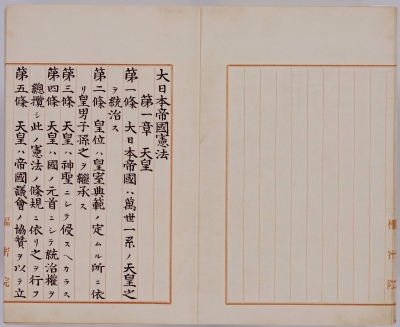 大日本帝國憲法
第一章 天皇
第一條 大日本帝國ハ萬世一系ノ天皇之
ヲ統治ス
第二條 皇位ハ皇室典範ノ定ムル所ニ依
リ皇男子孫之ヲ繼承ス
第三條 天皇ハ神聖ニシテ侵スヘカラス
第四條 天皇ハ國ノ元首ニシテ統治權ヲ
總攬シ此ノ憲法ノ條規ニ依リ之ヲ行フ
第五條 天皇ハ帝國議會ノ協贊ヲ以テ立
樞密院